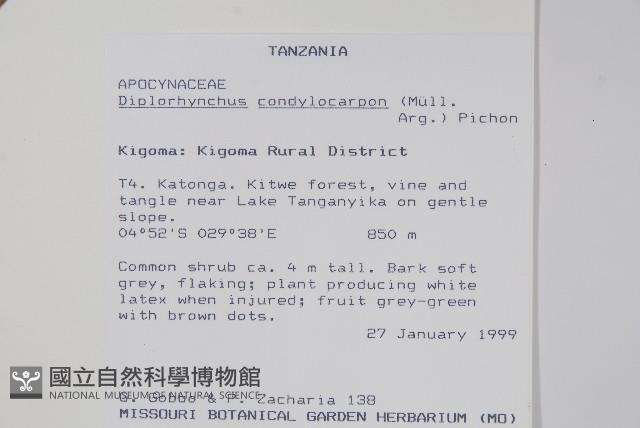 TANZANIA
APOCYNACEAE
Diplorhynchus condylocarpon (Müll.
Arg.) Pichon
Kigoma: Kigoma Rural District
T4. Katonga. Kitwe forest, vine and
tangle near Lake Tanganyika on gentle
slope.
04°52'S 029°38'E 850 m
Common shrub ca. 4 m tall. Bark soft
grey, flaking; plant producing white
latex when injured; fruit grey-green
with brown dots.
27 January 1999
國立自然科學博物館
NATIONAL MUSEUM OF NATURAL SCIENCE
G. Gobbo & F. Zacharia 138
MISSOURI BOTANICAL GARDEN HERBARIUM (MO)